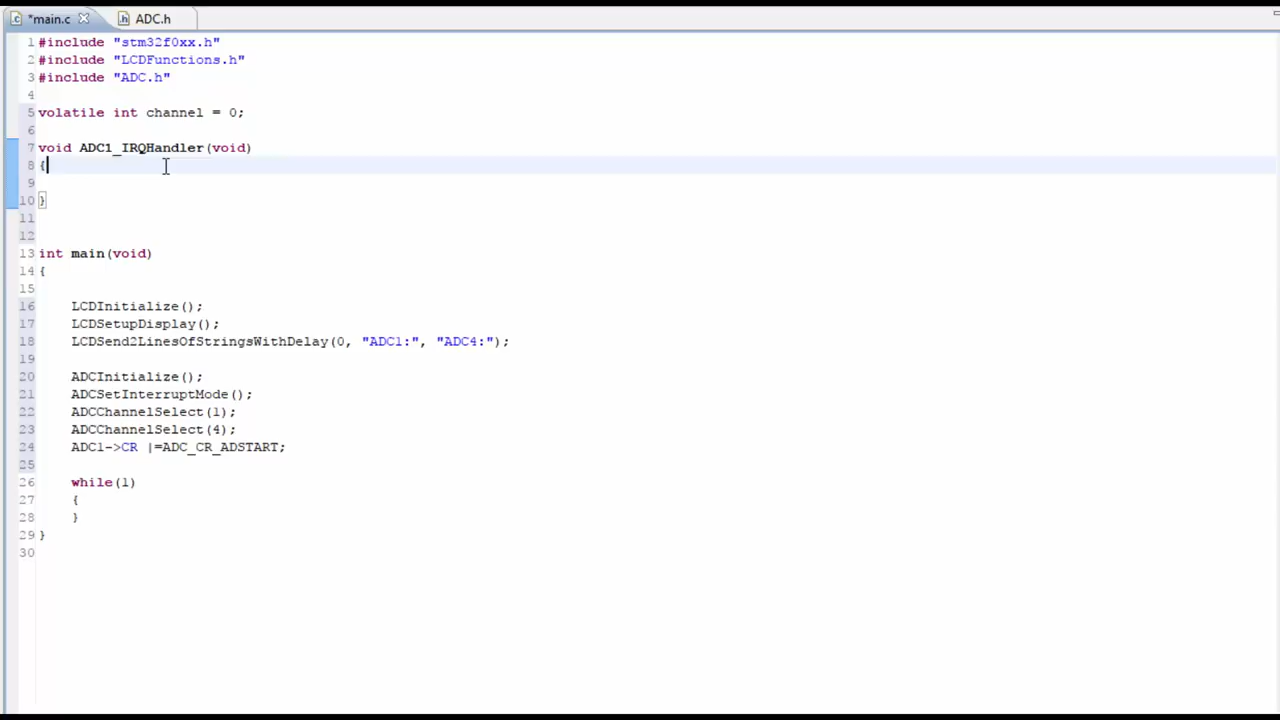 *main.c ADC.h
1 #include "stm32f0xx.h"
2 #include "LCDFunctions.h"
3 #include "ADC.h"
4
5 volatile int channel = 0;
6
7 void ADC1_IRQHandler(void)
8 {
9
10 }
11
12
13 int main(void)
14 {
15
16 LCDInitialize();
17 LCDSetupDisplay();
18 LCDSend2LinesOfStringsWithDelay(0, "ADC1:", "ADC4:");
19
20 ADCInitialize();
21 ADCSetInterruptMode();
22 ADCChannelSelect(1);
23 ADCChannelSelect(4);
24 ADC1->CR |=ADC_CR_ADSTART;
25
26 while(1)
27 {
28 }
29 }
30